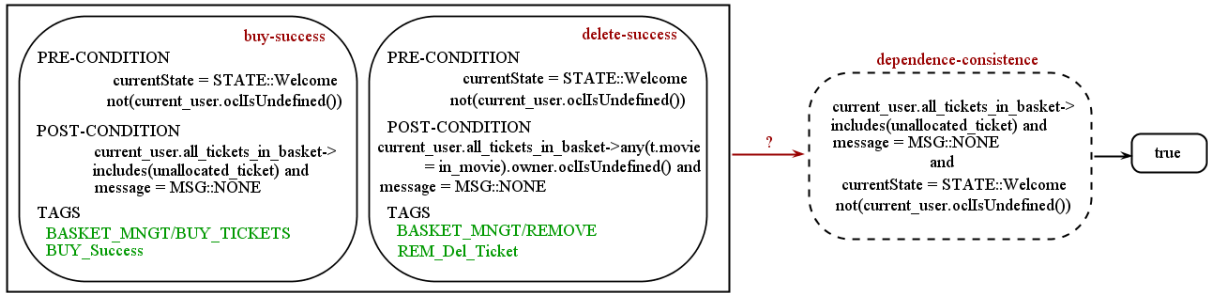 buy-success
PRE-CONDITION
currentState = STATE::Welcome
not(current_user.oclIsUndefined())
POST-CONDITION
current_user.all_tickets_in_basket->
includes(unallocated_ticket) and
message = MSG::NONE
TAGS
BASKET_MNGT/BUY_TICKETS
BUY_Success
delete-success
PRE-CONDITION
currentState = STATE::Welcome
not(current_user.oclIsUndefined())
POST-CONDITION
current_user.all_tickets_in_basket->any(t.movie
= in_movie).owner.oclIsUndefined() and
message = MSG::NONE
TAGS
BASKET_MNGT/REMOVE
REM_Del_Ticket
?
dependence-consistence
current_user.all_tickets_in_basket->
includes(unallocated_ticket) and
message = MSG::NONE
and
currentState = STATE::Welcome
not(current_user.oclIsUndefined())
true